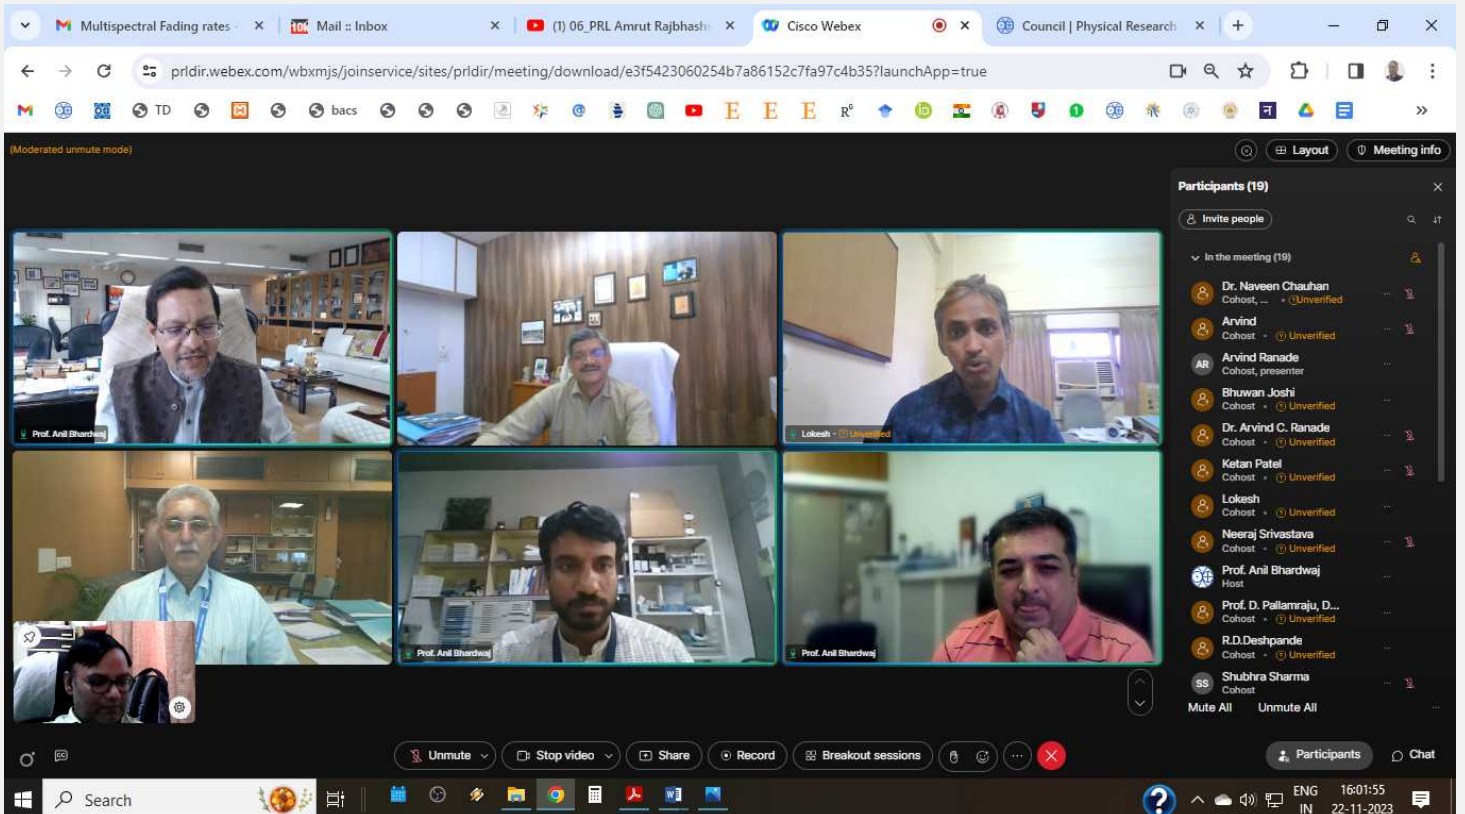 Multispectral Fading rates -
Mail :: Inbox
(1) 06_PRL Amrut Rajbhash
Cisco Webex
Council | Physical Research
prldir.webex.com/wbxmjs/joinservice/sites/prldir/meeting/download/e3f5423060254b7a86152c7fa97c4b35?launchApp=true
TD
bacs
E
E
E
R⁶
(Moderated unmute mode)
Layout
Meeting info
Participants (19)
Invite people
In the meeting (19)
Dr. Naveen Chauhan
Cohost, ... • Unverified
Arvind
Cohost • Unverified
AR
Arvind Ranade
Cohost, presenter
Bhuwan Joshi
Cohost • Unverified
Dr. Arvind C. Ranade
Cohost • Unverified
Ketan Patel
Cohost • Unverified
Lokesh
Cohost • Unverified
Neeraj Srivastava
Cohost • Unverified
Prof. Anil Bhardwaj
Host
Prof. D. Pallamraju, D...
Cohost • Unverified
R.D.Deshpande
Cohost • Unverified
SS
Shubhra Sharma
Cohost
Mute All Unmute All
Prof. Anil Bhardwaj
Lokesh - Unverified
Prof. Anil Bhardwaj
Prof. Anil Bhardwaj
CC
Unmute
Stop video
Share
Record
Breakout sessions
Participants
Chat
Search
ENG
IN
16:01:55
22-11-2023